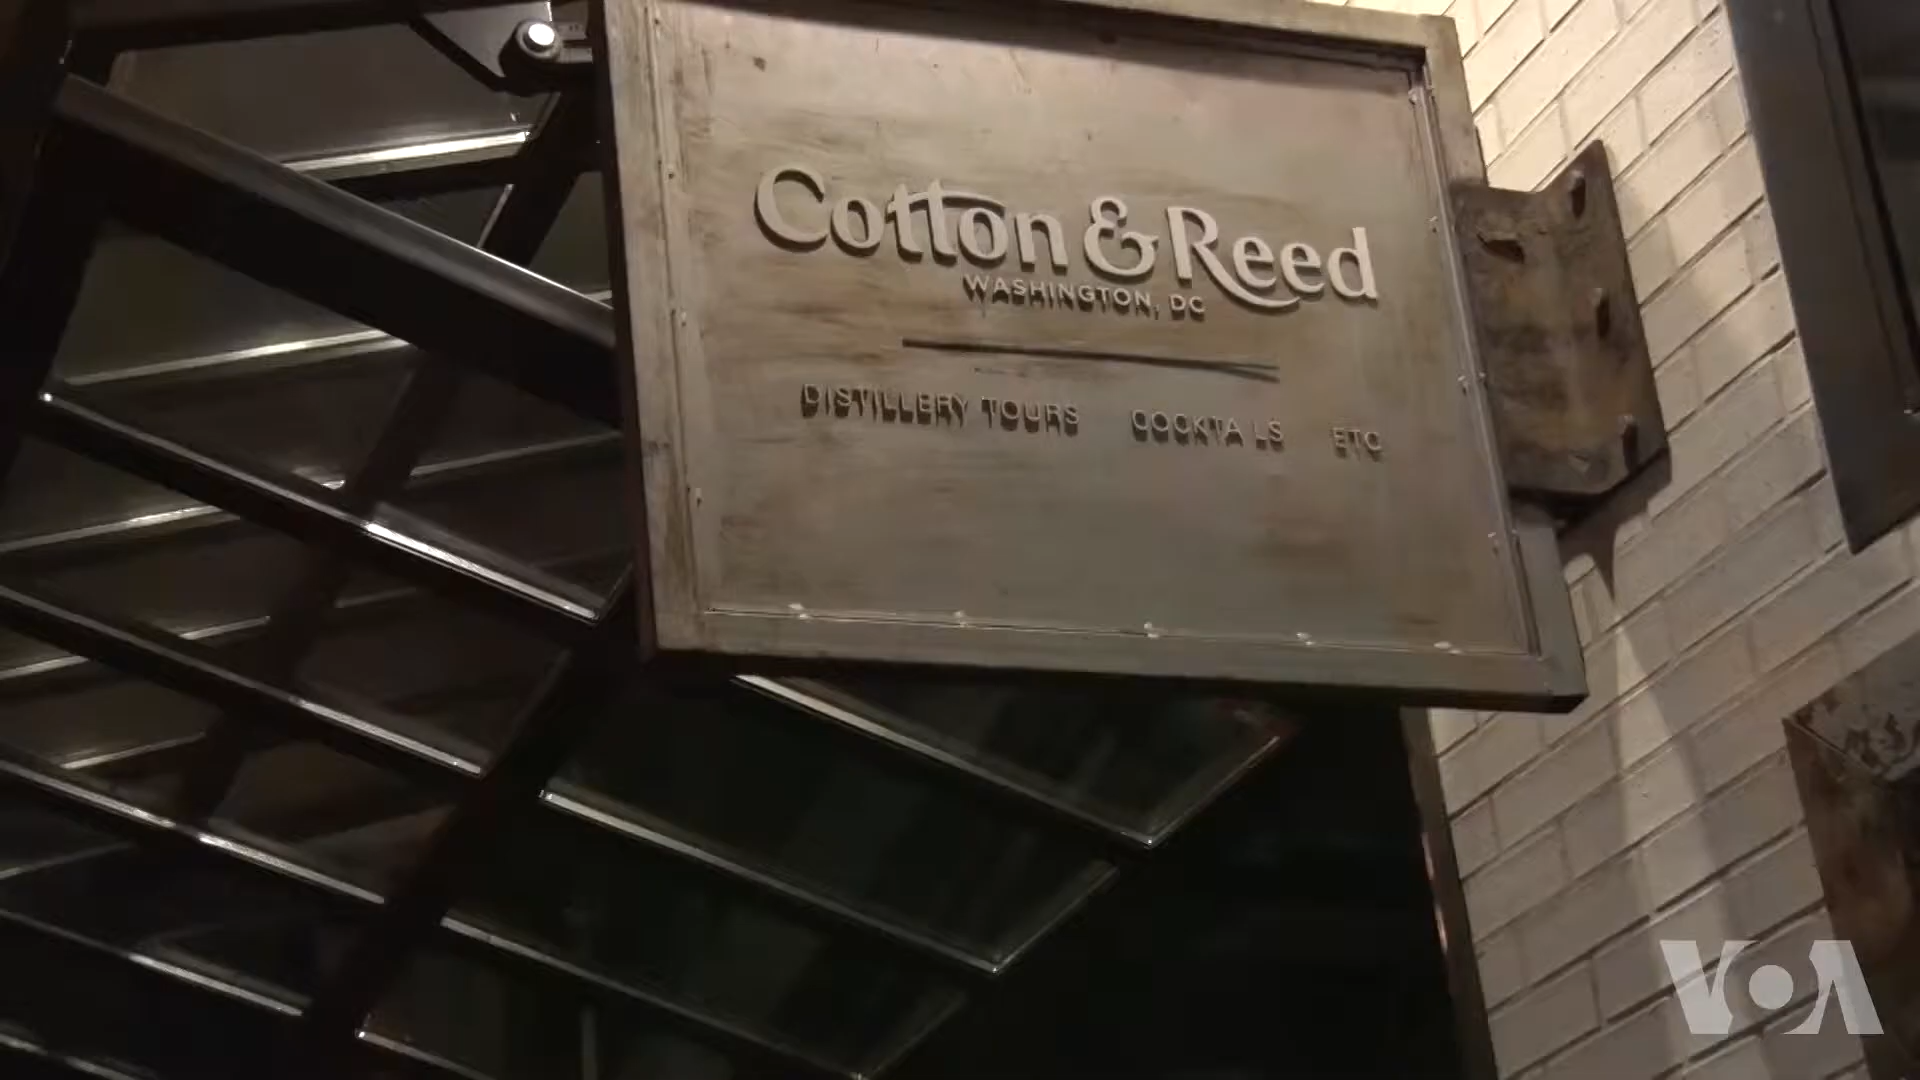 Cotton & Reed
WASHINGTON, DC
DISTILLERY TOURS COCKTA LS ETC
VOA